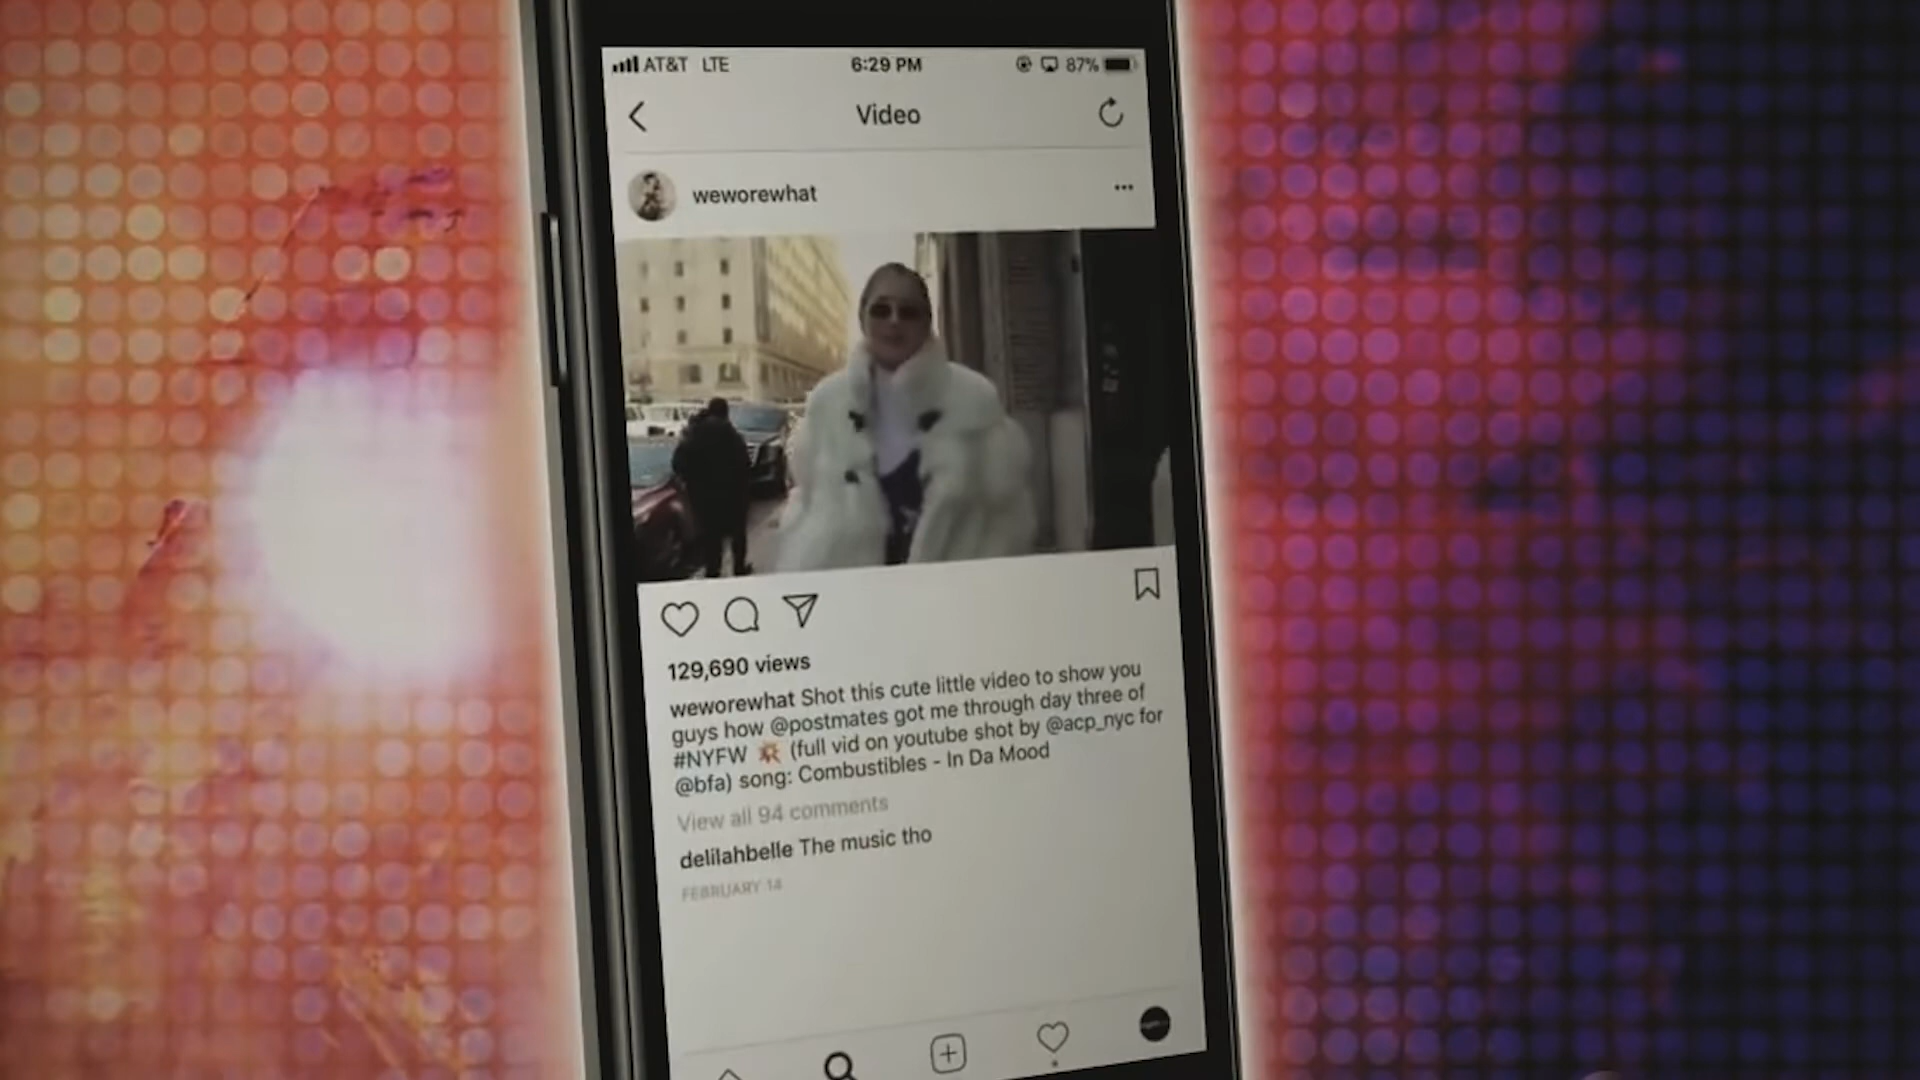 AT&T LTE 6:29 PM 87%
Video
weworewhat
129,690 views
weworewhat Shot this cute little video to show you
guys how @postmates got me through day three of
#NYFW 💥 (full vid on youtube shot by @acp_nyc for
@bfa) song: Combustibles - In Da Mood
View all 94 comments
delilahbelle The music tho
FEBRUARY 14